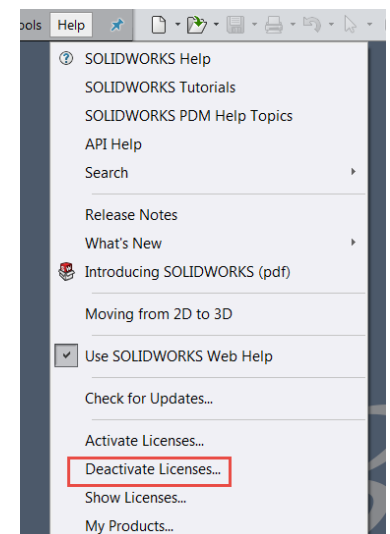 ools Help
SOLIDWORKS Help
SOLIDWORKS Tutorials
SOLIDWORKS PDM Help Topics
API Help
Search
Release Notes
What's New
Introducing SOLIDWORKS (pdf)
Moving from 2D to 3D
Use SOLIDWORKS Web Help
Check for Updates...
Activate Licenses...
Deactivate Licenses...
Show Licenses...
My Products...